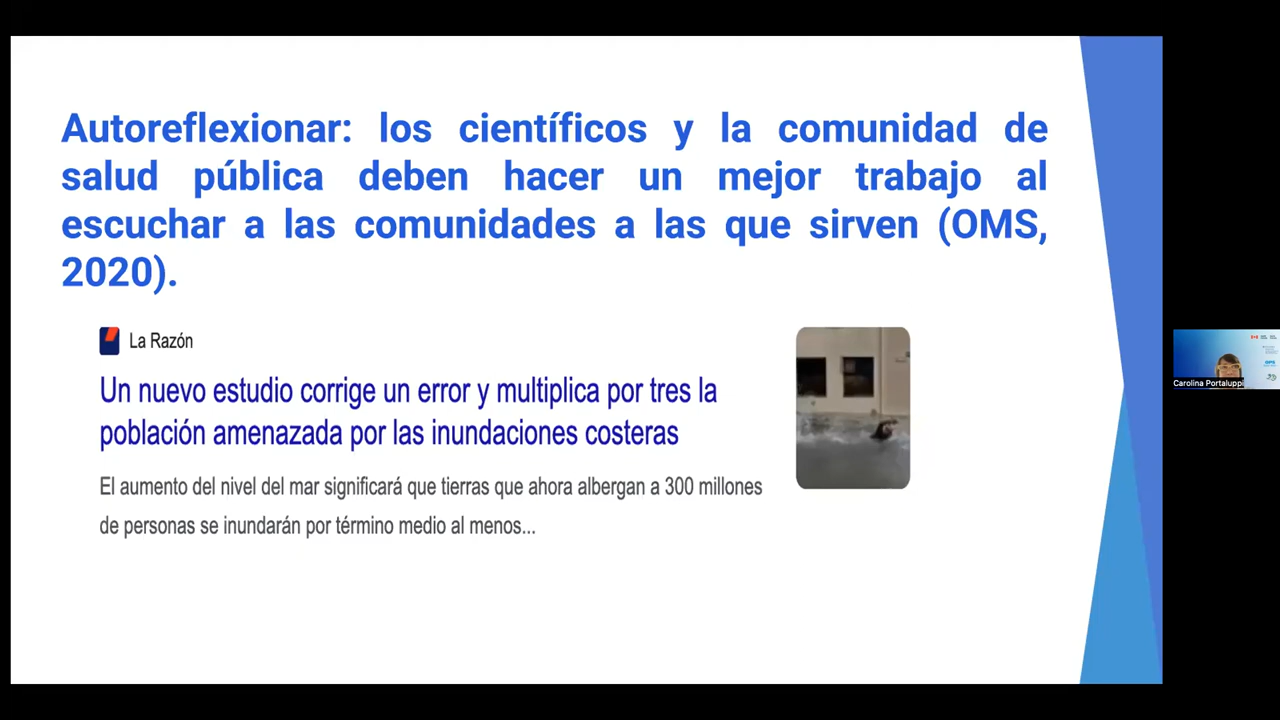 Autoreflexionar: los científicos y la comunidad de
salud pública deben hacer un mejor trabajo al
escuchar a las comunidades a las que sirven (OMS,
2020).
La Razón
Un nuevo estudio corrige un error y multiplica por tres la
población amenazada por las inundaciones costeras
El aumento del nivel del mar significará que tierras que ahora albergan a 300 millones
de personas se inundarán por término medio al menos...
Carolina Portaluppi